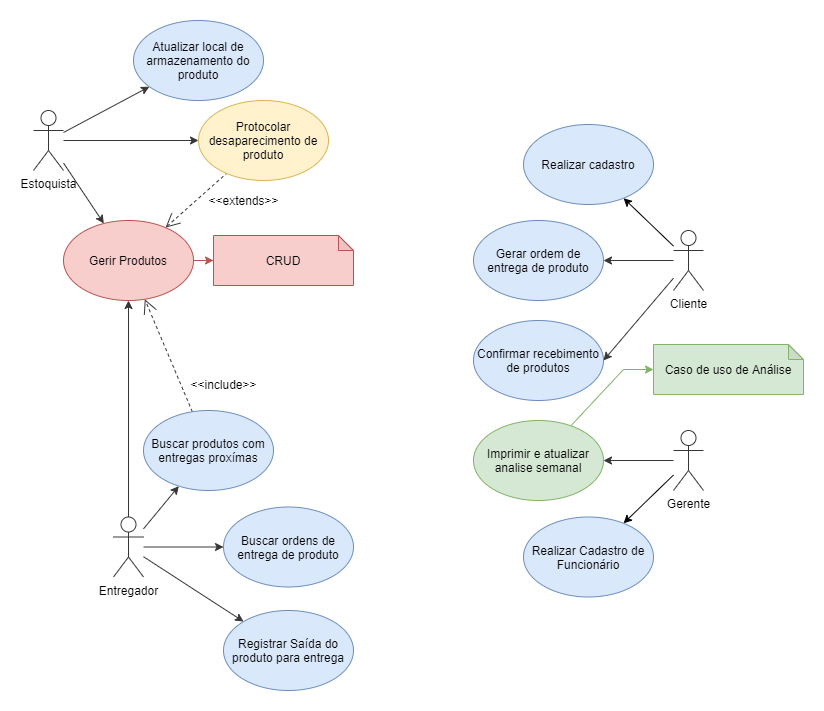 Atualizar local de
armazenamento do
produto
Protocolar
desaparecimento de
produto
Estoquista
<<extends>>
Gerir Produtos
CRUD
<<include>>
Buscar produtos com
entregas proxímas
Buscar ordens de
entrega de produto
Entregador
Registrar Saída do
produto para entrega
Realizar cadastro
Gerar ordem de
entrega de produto
Cliente
Confirmar recebimento
de produtos
Caso de uso de Análise
Imprimir e atualizar
analise semanal
Gerente
Realizar Cadastro de
Funcionário